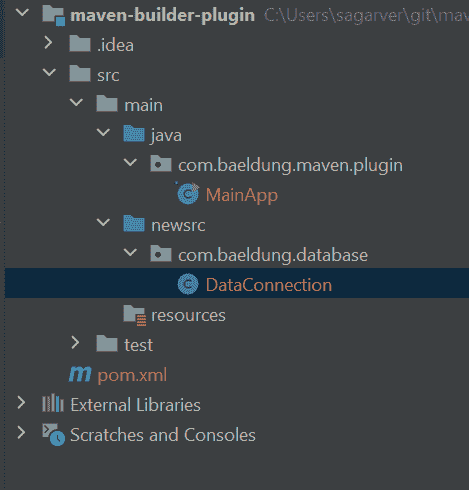 maven-builder-plugin C:\Users\sagarver\git\mav
.idea
src
main
java
com.baeldung.maven.plugin
MainApp
newsrc
com.baeldung.database
DataConnection
resources
test
pom.xml
External Libraries
Scratches and Consoles